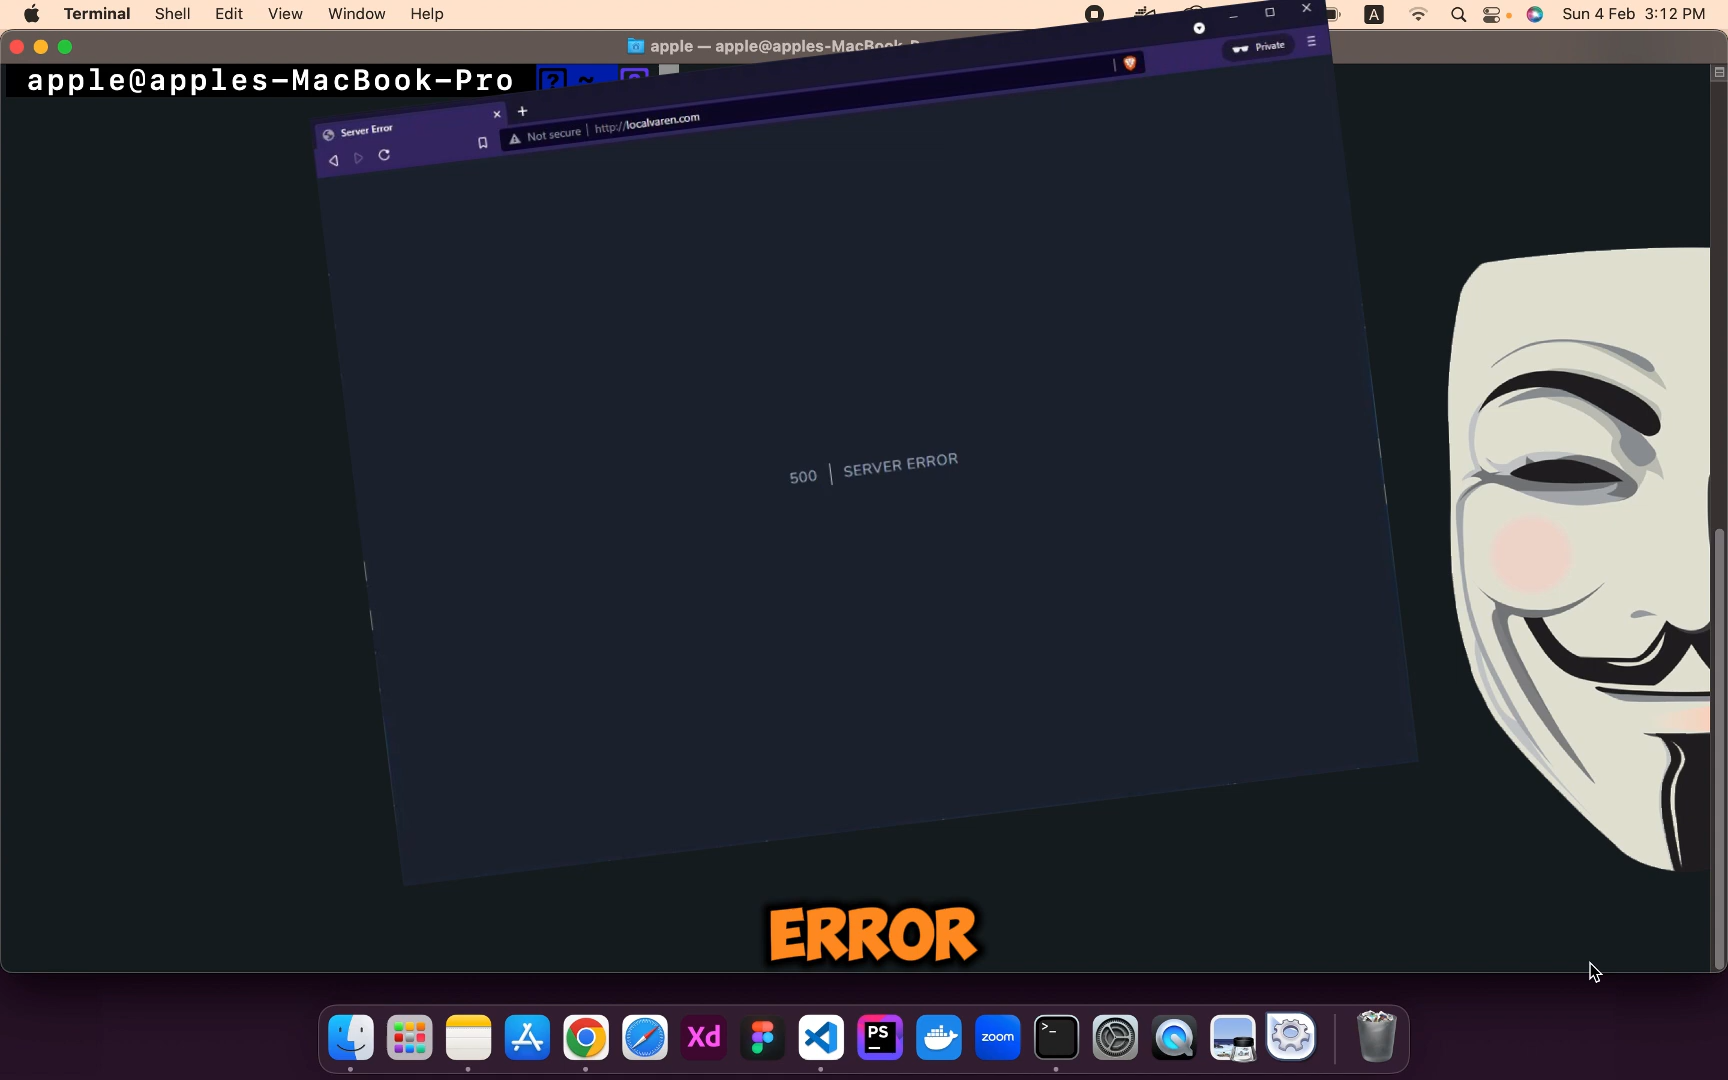 Terminal Shell Edit View Window Help
A
Sun 4 Feb 3:12 PM
apple — apple@apples-MacBook-P
apple@apples-MacBook-Pro ? ~
Private
Server Error
Not secure | http://localvaren.com
500 | SERVER ERROR
ERROR
Xd
PS
zoom
>_